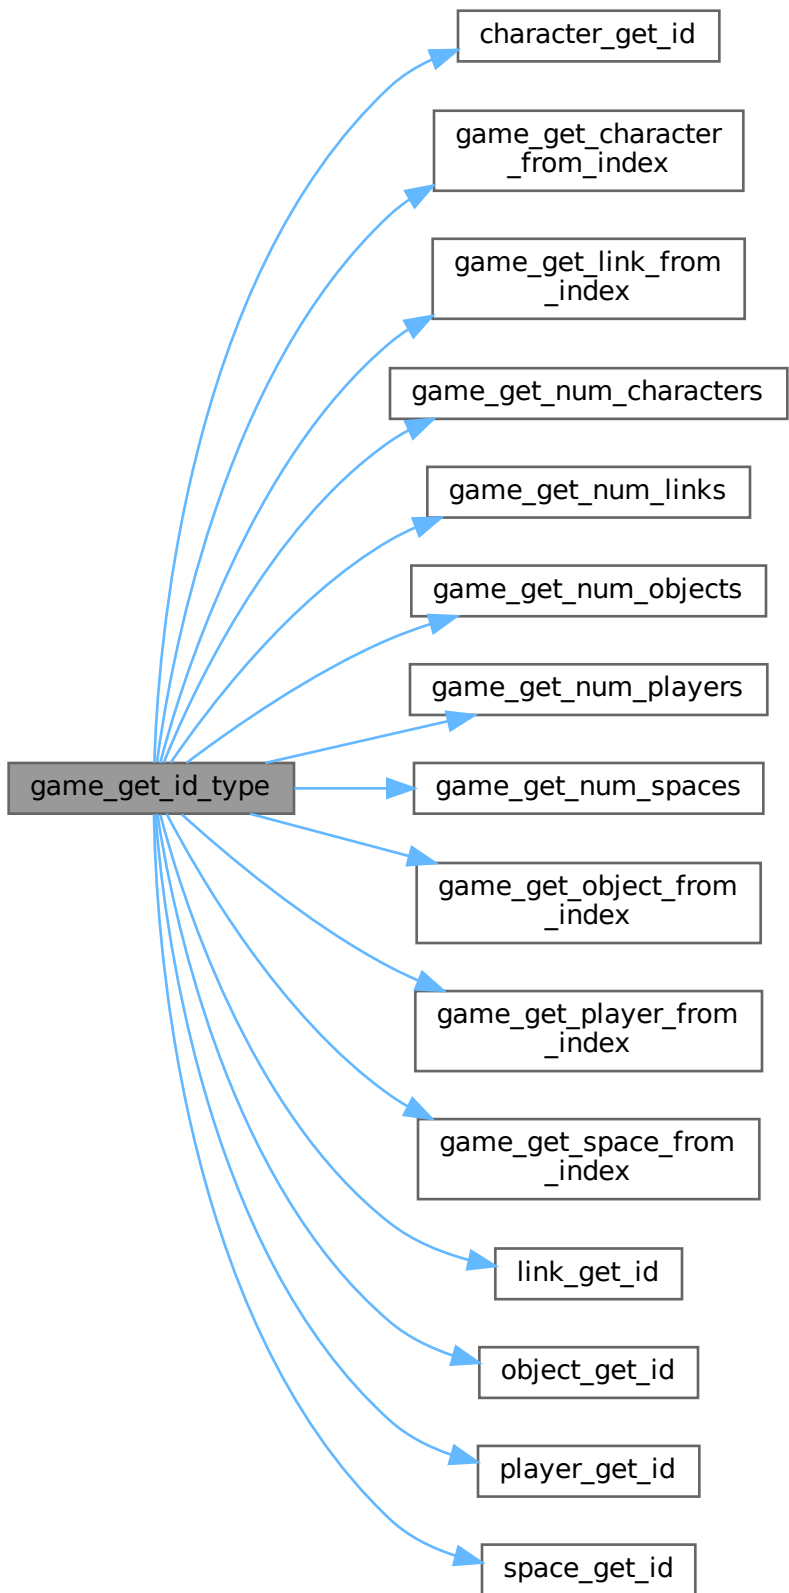 character_get_id
game_get_character
_from_index
game_get_link_from
_index
game_get_num_characters
game_get_num_links
game_get_num_objects
game_get_num_players
game_get_id_type
game_get_num_spaces
game_get_object_from
_index
game_get_player_from
_index
game_get_space_from
_index
link_get_id
object_get_id
player_get_id
space_get_id